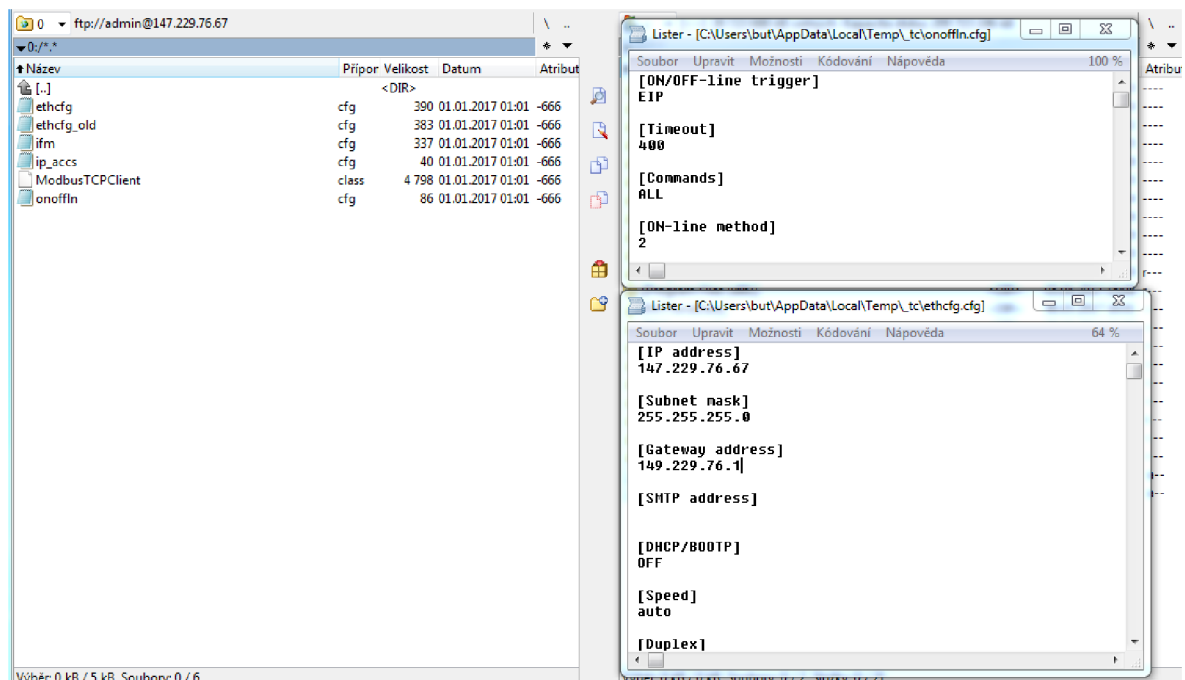 0 ftp://admin@147.229.76.67 \ ..
0:/*.* * ▼
Název Přípor Velikost Datum Atribut
[..] <DIR>
ethcfg cfg 390 01.01.2017 01:01 -666
ethcfg_old cfg 383 01.01.2017 01:01 -666
ifm cfg 337 01.01.2017 01:01 -666
ip_accs cfg 40 01.01.2017 01:01 -666
ModbusTCPClient class 4 798 01.01.2017 01:01 -666
onoffln cfg 86 01.01.2017 01:01 -666
Výběr: 0 kB / 5 kB, Soubory: 0 / 6
Lister - [C:\Users\but\AppData\Local\Temp\_tc\onoffln.cfg]
Soubor Upravit Možnosti Kódování Nápověda 100 %
[ON/OFF-line trigger]
EIP
[Timeout]
400
[Commands]
ALL
[ON-line method]
2
Lister - [C:\Users\but\AppData\Local\Temp\_tc\ethcfg.cfg]
Soubor Upravit Možnosti Kódování Nápověda 64 %
[IP address]
147.229.76.67
[Subnet mask]
255.255.255.0
[Gateway address]
149.229.76.1
[SMTP address]
[DHCP/BOOTP]
OFF
[Speed]
auto
[Duplex]
\ ..
Atribu